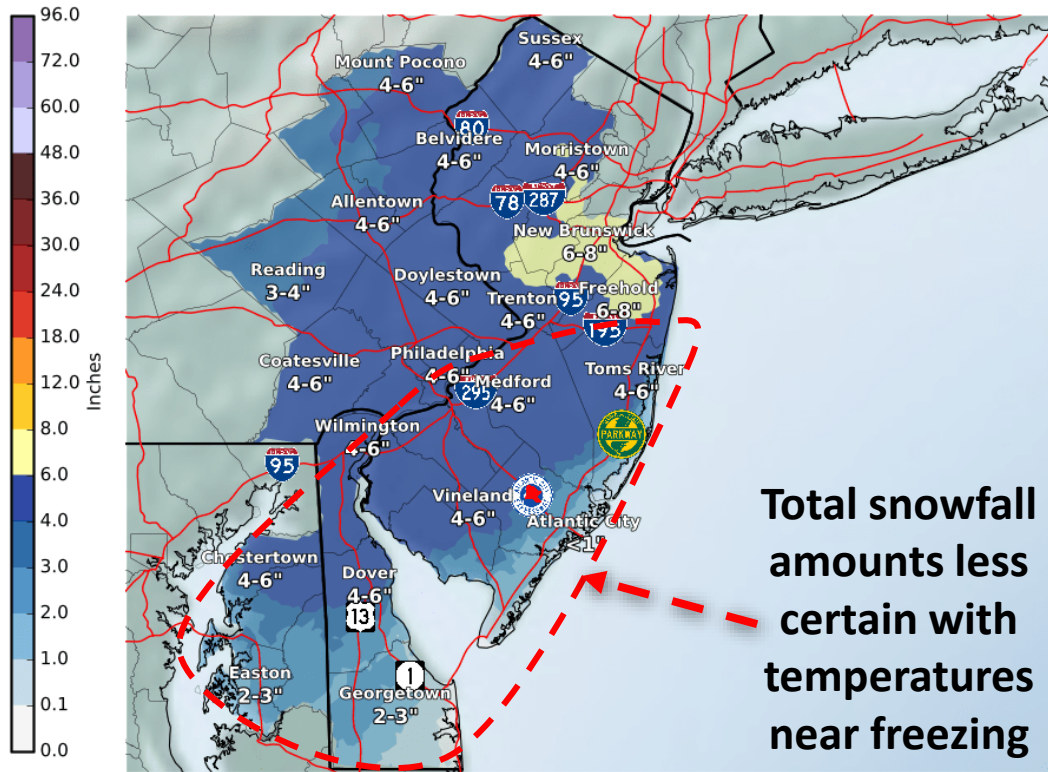 96.0
72.0
60.0
48.0
36.0
30.0
24.0
18.0
12.0
8.0
6.0
4.0
3.0
2.0
1.0
0.1
0.0
Inches
Sussex
4-6"
Mount Pocono
4-6"
80
Belvidere
4-6"
Morristown
4-6"
78
287
Allentown
4-6"
New Brunswick
6-8"
Reading
3-4"
Doylestown
4-6"
Trenton
4-6"
95
Freehold
6-8"
195
Coatesville
4-6"
Philadelphia
4-6"
295
Medford
4-6"
Toms River
4-6"
PARKWAY
Wilmington
4-6"
95
Vineland
4-6"
Atlantic City
<1"
Chestertown
4-6"
Dover
4-6"
13
Easton
2-3"
1
Georgetown
2-3"
Total snowfall
amounts less
certain with
temperatures
near freezing